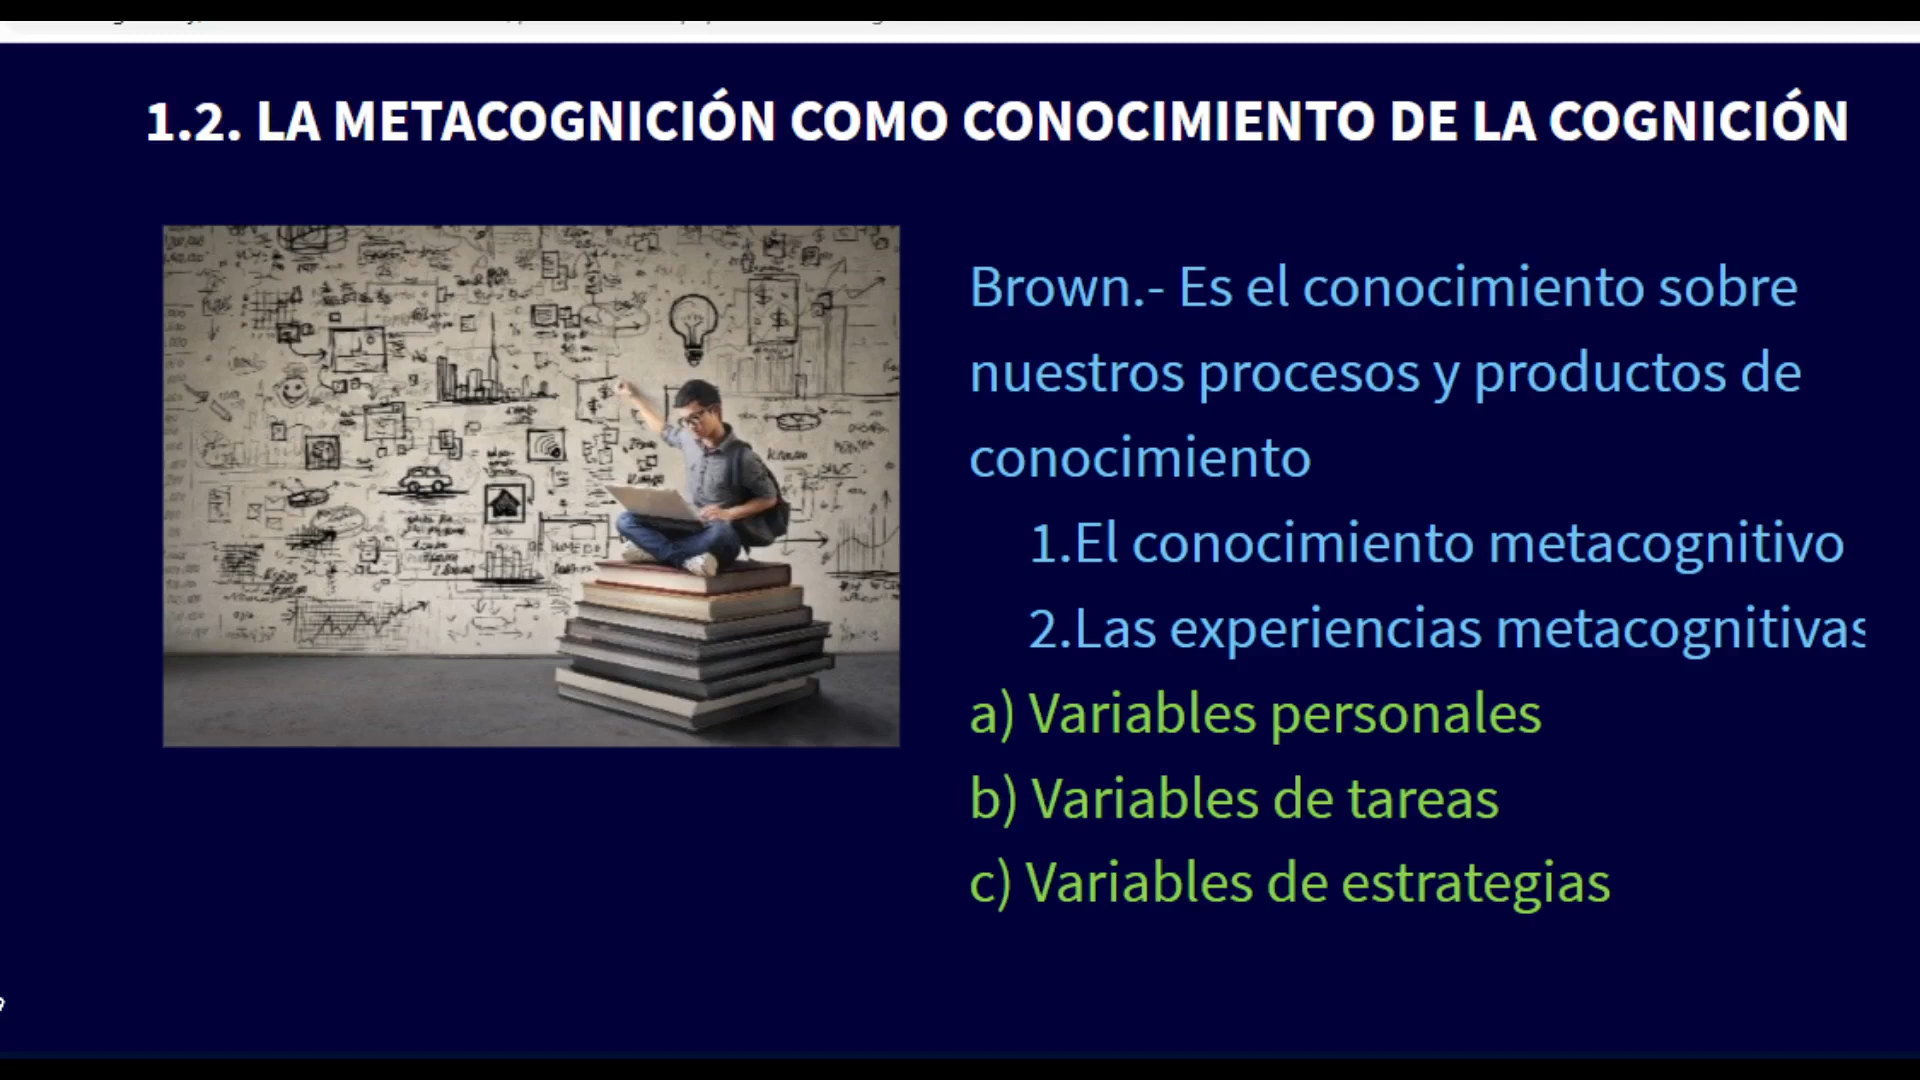 1.2. LA METACOGNICIÓN COMO CONOCIMIENTO DE LA COGNICIÓN
Brown.- Es el conocimiento sobre
nuestros procesos y productos de
conocimiento
1.El conocimiento metacognitivo
2.Las experiencias metacognitivas
a) Variables personales
b) Variables de tareas
c) Variables de estrategias